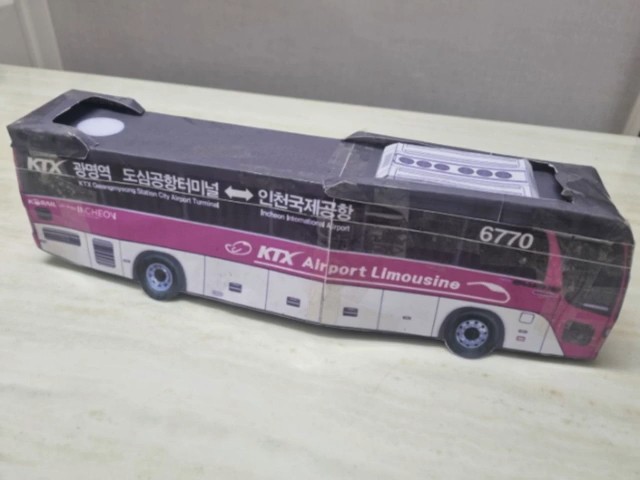 KTX 광명역 도심공항터미널 ↔ 인천국제공항
KTX Gwangmyeong Station City Airport Terminal
Incheon International Airport
6770
KTX Airport Limousine